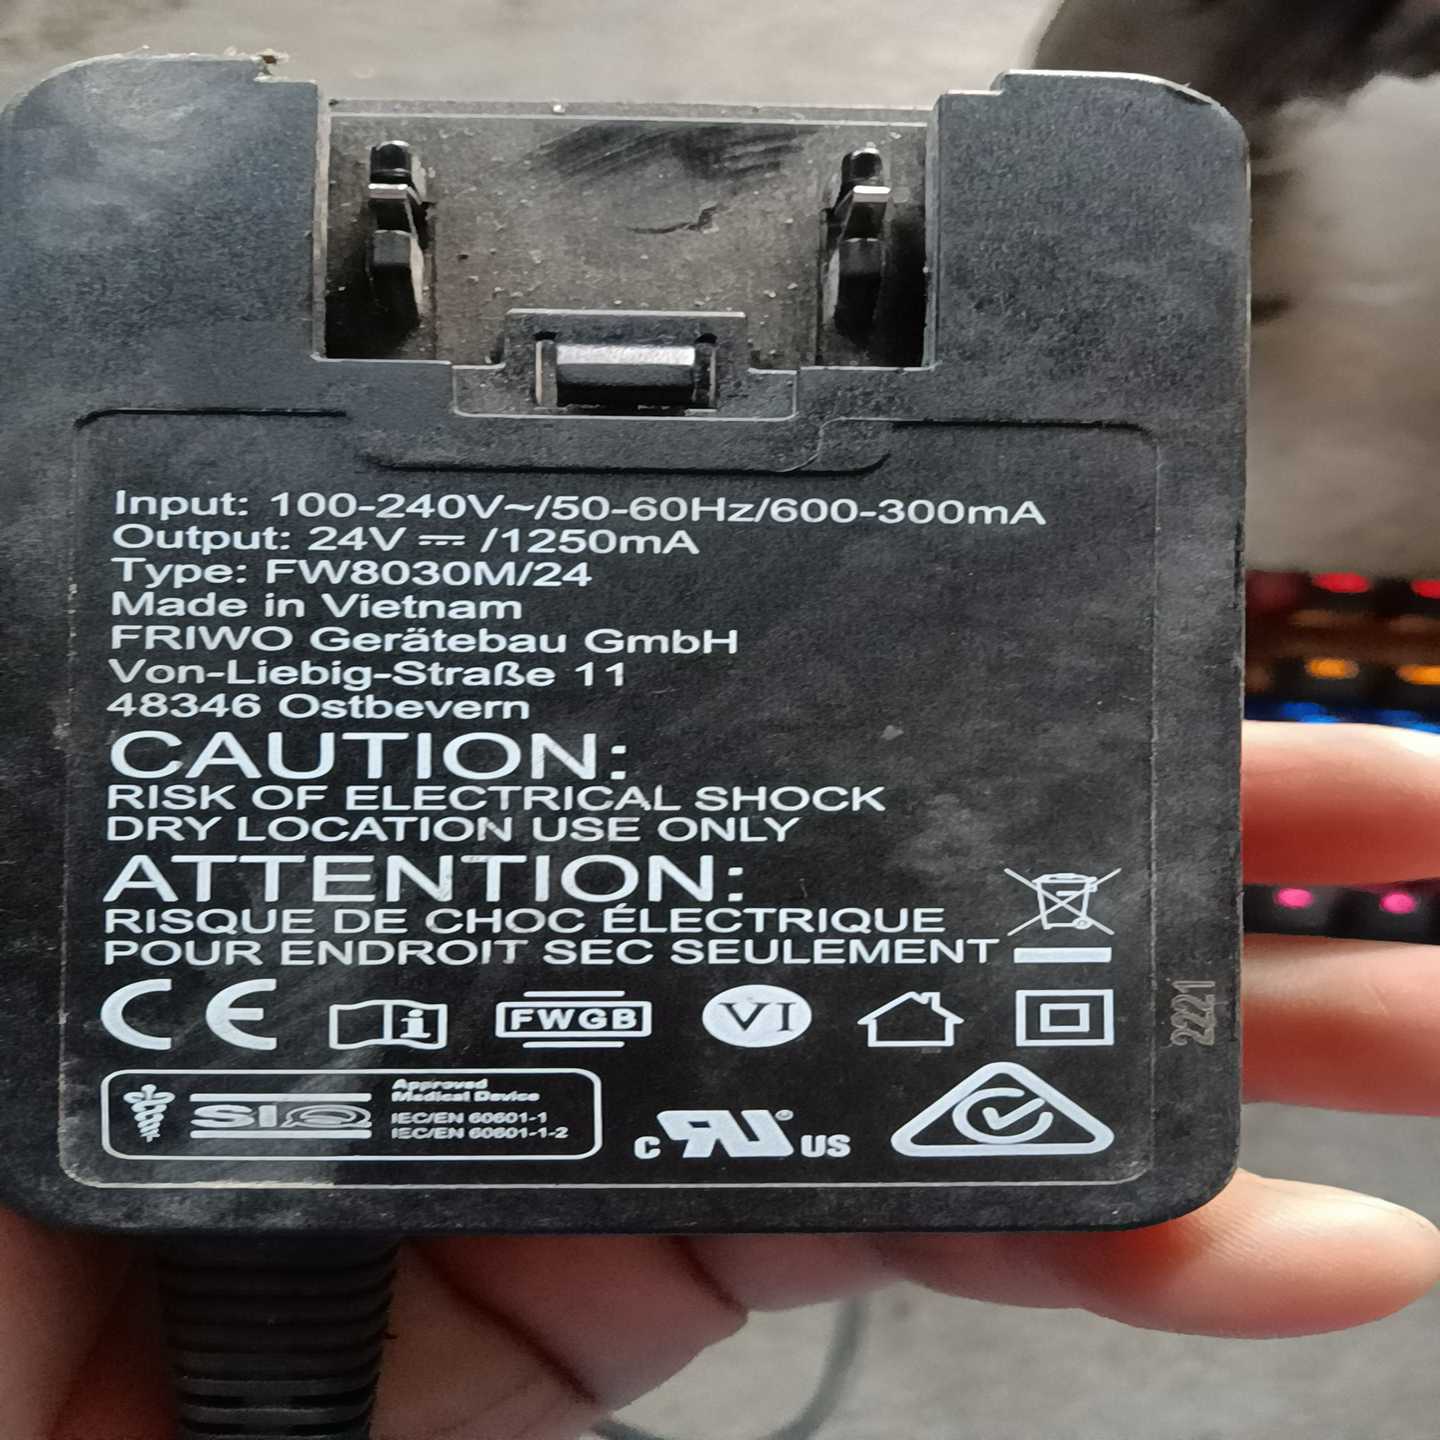 Input: 100-240V~/50-60Hz/600-300mA
Output: 24V ⎓ /1250mA
Type: FW8030M/24
Made in Vietnam
FRIWO Gerätebau GmbH
Von-Liebig-Straße 11
48346 Ostbevern
CAUTION:
RISK OF ELECTRICAL SHOCK
DRY LOCATION USE ONLY
ATTENTION:
RISQUE DE CHOC ÉLECTRIQUE
POUR ENDROIT SEC SEULEMENT
CE i FWGB VI
2221
SIQ
Approved
Medical Device
IEC/EN 60601-1
IEC/EN 60601-1-2
c RU ® US